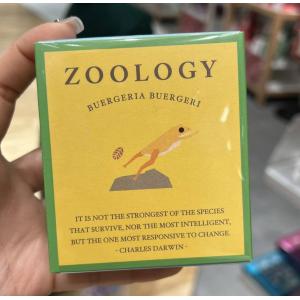 ZOOLOGY
BUERGERIA BUERGERI
IT IS NOT THE STRONGEST OF THE SPECIES
THAT SURVIVE, NOR THE MOST INTELLIGENT,
BUT THE ONE MOST RESPONSIVE TO CHANGE.
- CHARLES DARWIN -